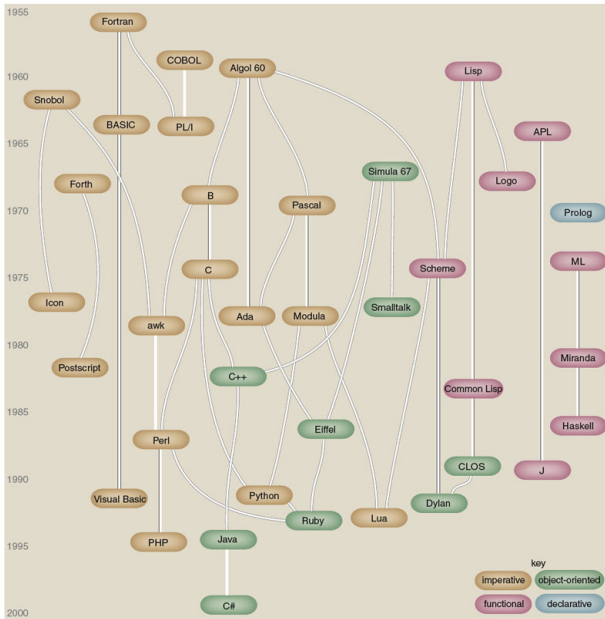 1955
Fortran
COBOL
Algol 60
Lisp
1960
Snobol
BASIC
PL/I
APL
1965
Simula 67
Forth
Logo
B
Pascal
1970
Prolog
C
Scheme
ML
1975
Icon
Smalltalk
awk
Ada
Modula
1980
Miranda
Postscript
C++
Common Lisp
1985
Eiffel
Haskell
Perl
CLOS
J
1990
Visual Basic
Python
Dylan
Ruby
Lua
Java
PHP
1995
key
imperative
object-oriented
C#
functional
declarative
2000